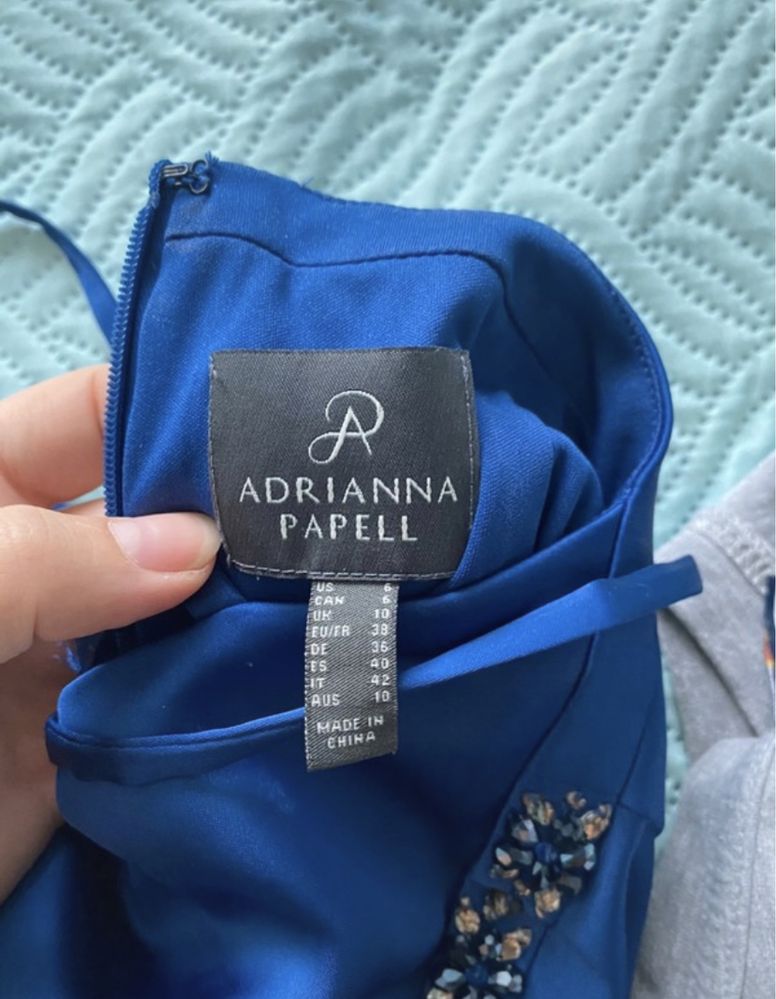 ADRIANNA
PAPELL
US 6
CAN 6
UK 10
EU/FR 38
DE 36
ES 40
IT 42
AUS 10
MADE IN
CHINA